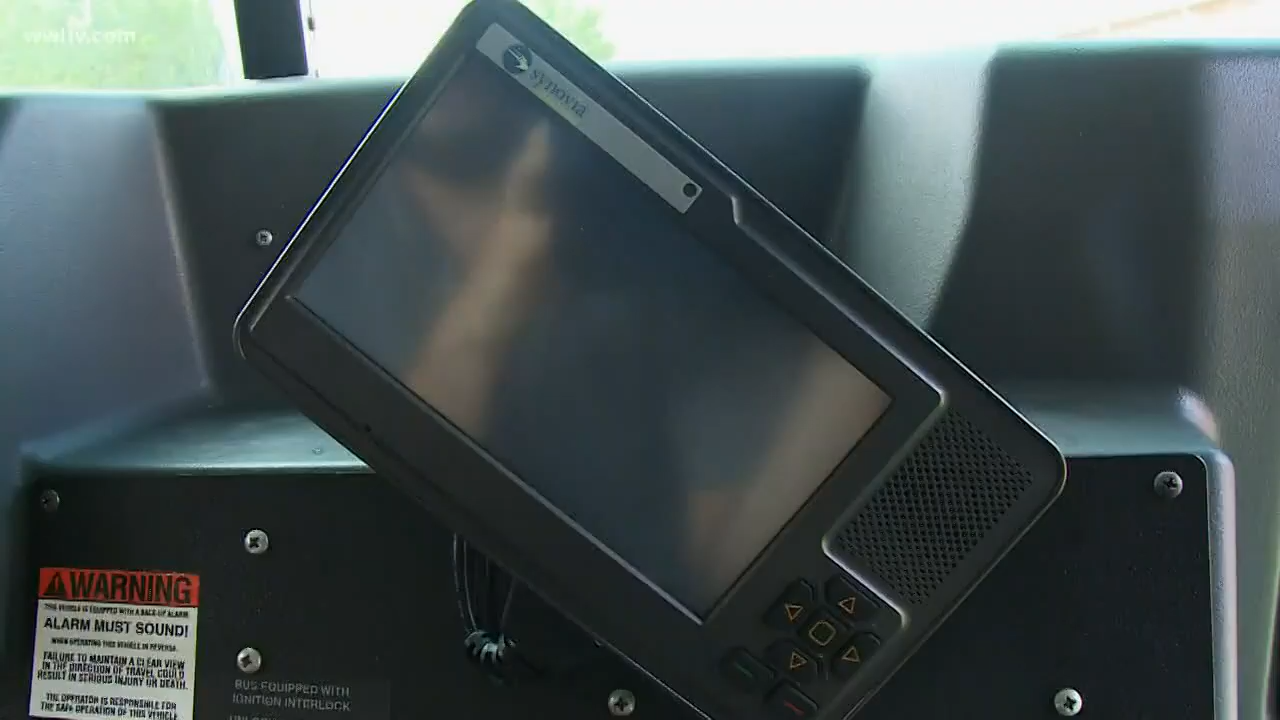 wwltv.com
synovia
WARNING
THIS VEHICLE IS EQUIPPED WITH A BACK-UP ALARM
ALARM MUST SOUND!
WHEN OPERATING THIS VEHICLE IN REVERSE.
FAILURE TO MAINTAIN A CLEAR VIEW
IN THE DIRECTION OF TRAVEL COULD
RESULT IN SERIOUS INJURY OR DEATH.
THE OPERATOR IS RESPONSIBLE FOR
THE SAFE OPERATION OF THIS VEHICLE
BUS EQUIPPED WITH
IGNITION INTERLOCK